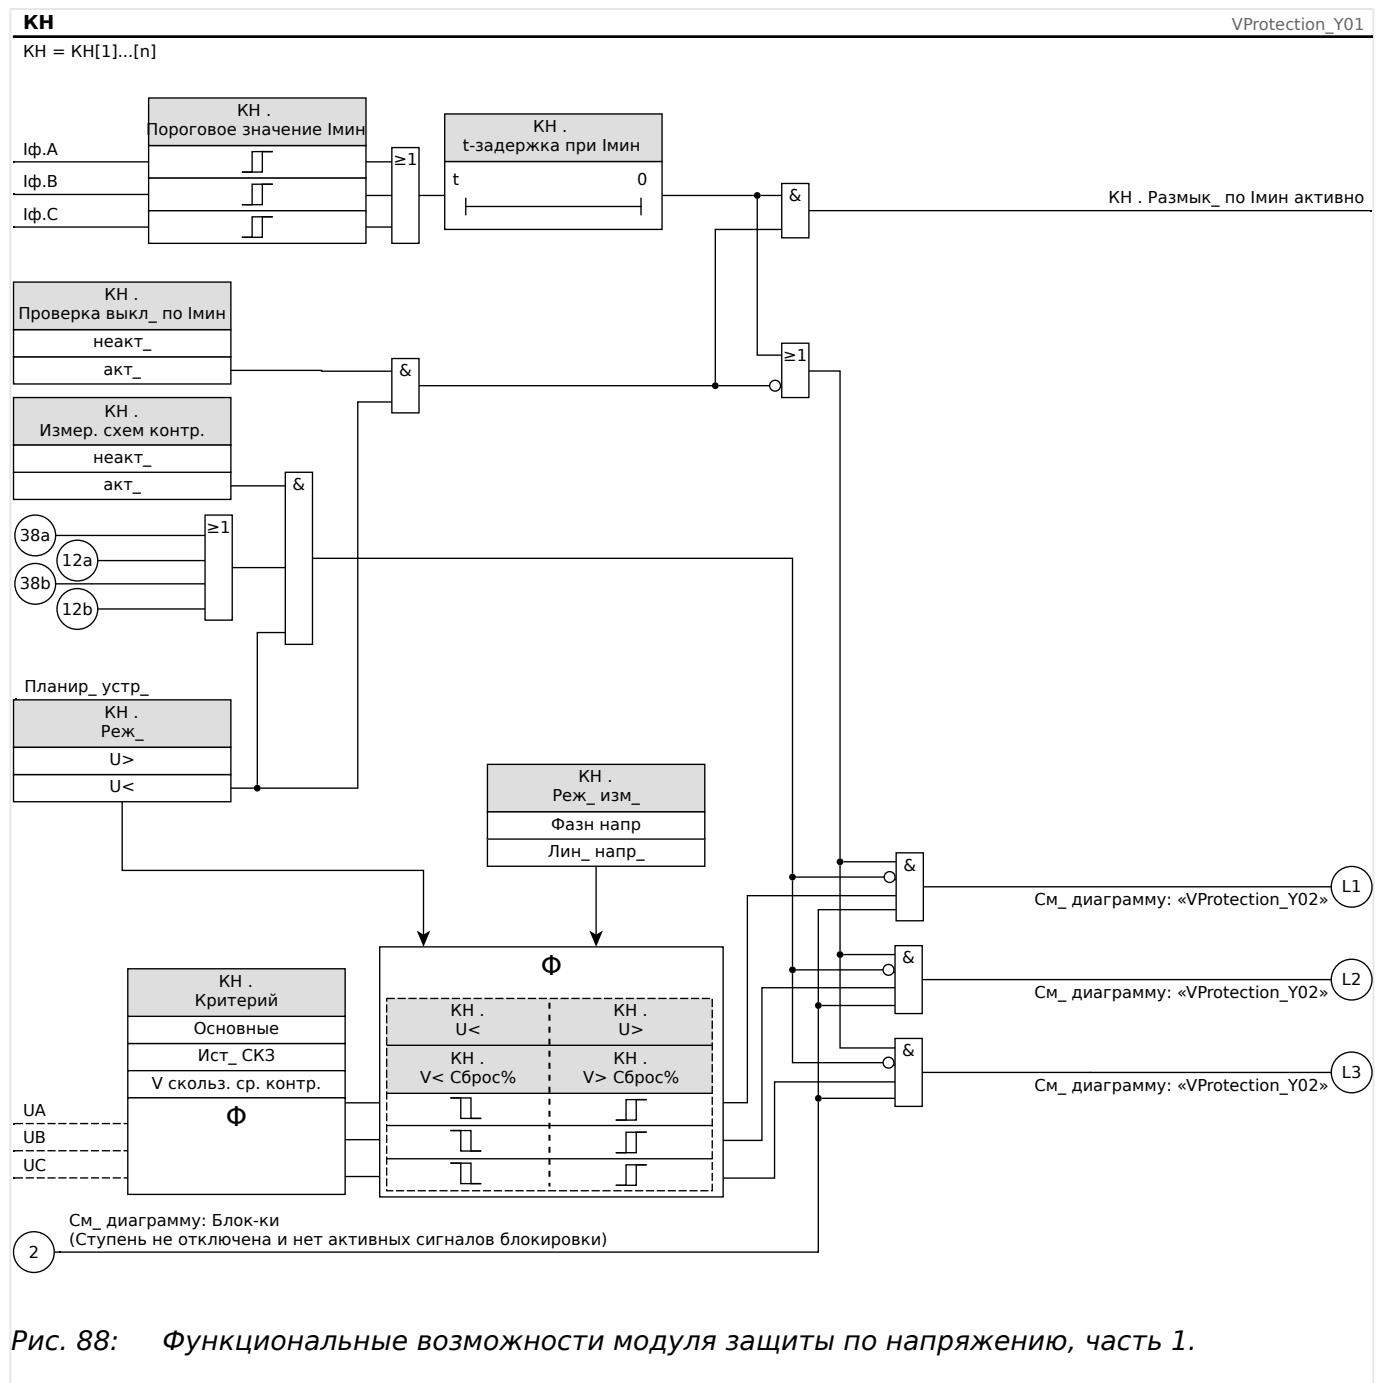 КН
VProtection_Y01
КН = КН[1]...[n]
КН .
Пороговое значение Iмин
Iф.A
Iф.B
Iф.C
≥1
КН .
t-задержка при Iмин
t
0
&
КН . Размык_ по Iмин активно
КН .
Проверка выкл_ по Iмин
неакт_
акт_
&
≥1
КН .
Измер. схем контр.
неакт_
акт_
&
38a
12a
38b
12b
≥1
Планир_ устр_
КН .
Реж_
U>
U<
КН .
Реж_ изм_
Фазн напр
Лин_ напр_
&
L1
См_ диаграмму: «VProtection_Y02»
&
L2
См_ диаграмму: «VProtection_Y02»
&
L3
См_ диаграмму: «VProtection_Y02»
КН .
Критерий
Основные
Ист_ СКЗ
V скольз. ср. контр.
Ф
UA
UB
UC
Ф
КН .
U<
КН .
U>
КН .
V< Сброс%
КН .
V> Сброс%
См_ диаграмму: Блок-ки
(Ступень не отключена и нет активных сигналов блокировки)
2
Рис. 88: Функциональные возможности модуля защиты по напряжению, часть 1.